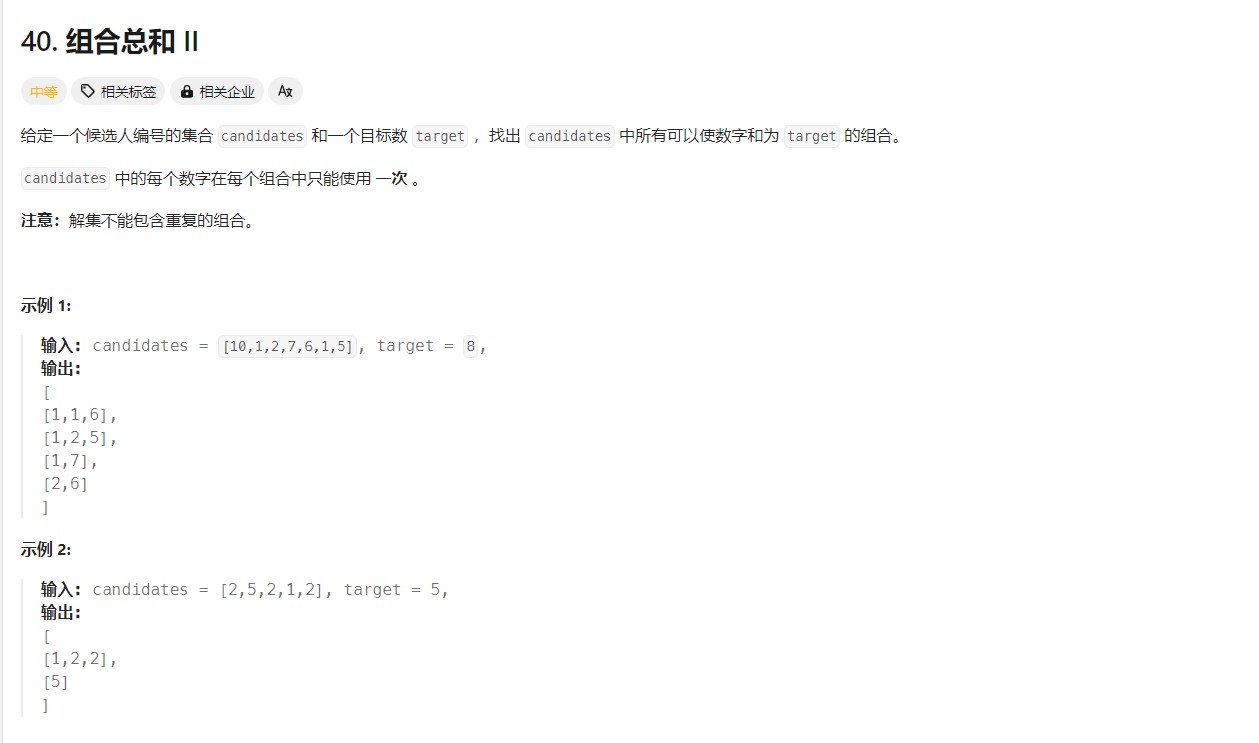 40. 组合总和 II
中等 相关标签 相关企业 Aあ
给定一个候选人编号的集合 candidates 和一个目标数 target ，找出 candidates 中所有可以使数字和为 target 的组合。
candidates 中的每个数字在每个组合中只能使用 一次 。
注意：解集不能包含重复的组合。
示例 1:
输入: candidates = [10,1,2,7,6,1,5], target = 8,
输出:
[
[1,1,6],
[1,2,5],
[1,7],
[2,6]
]
示例 2:
输入: candidates = [2,5,2,1,2], target = 5,
输出:
[
[1,2,2],
[5]
]